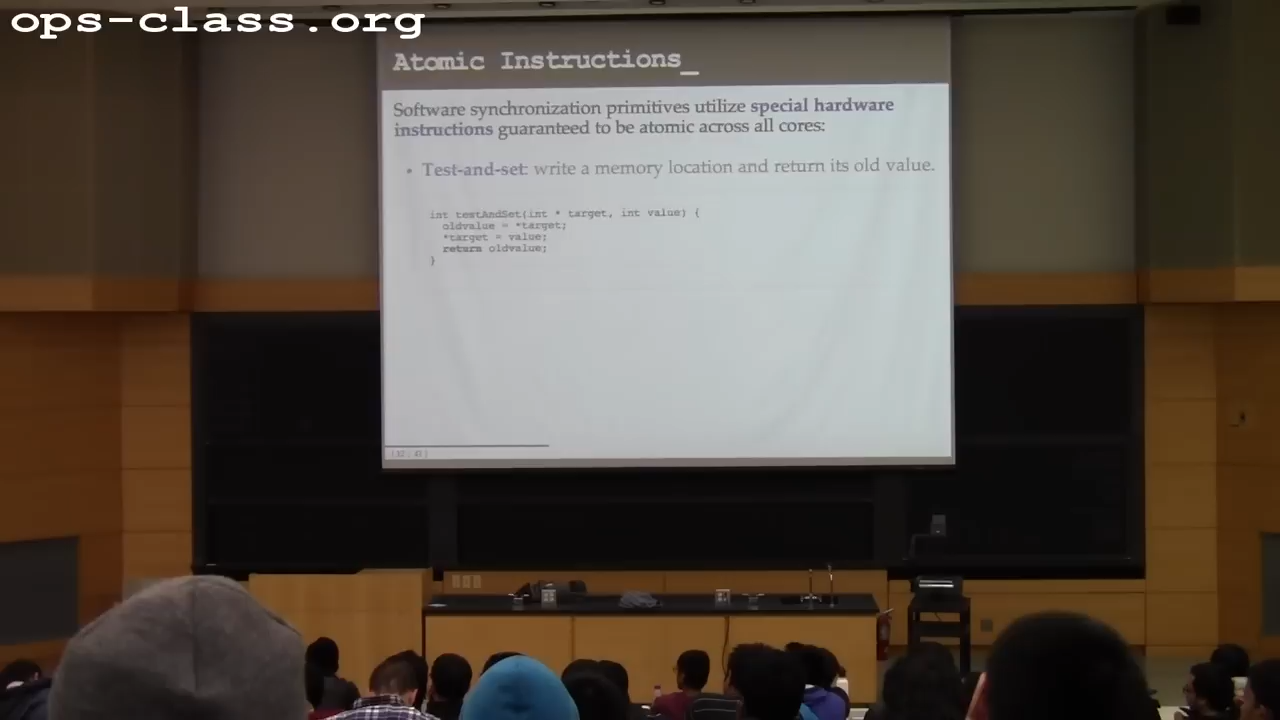 ops-class.org
Atomic Instructions_
Software synchronization primitives utilize special hardware
instructions guaranteed to be atomic across all cores:
• Test-and-set: write a memory location and return its old value.
int testAndSet(int * target, int value) {
oldvalue = *target;
*target = value;
return oldvalue;
}